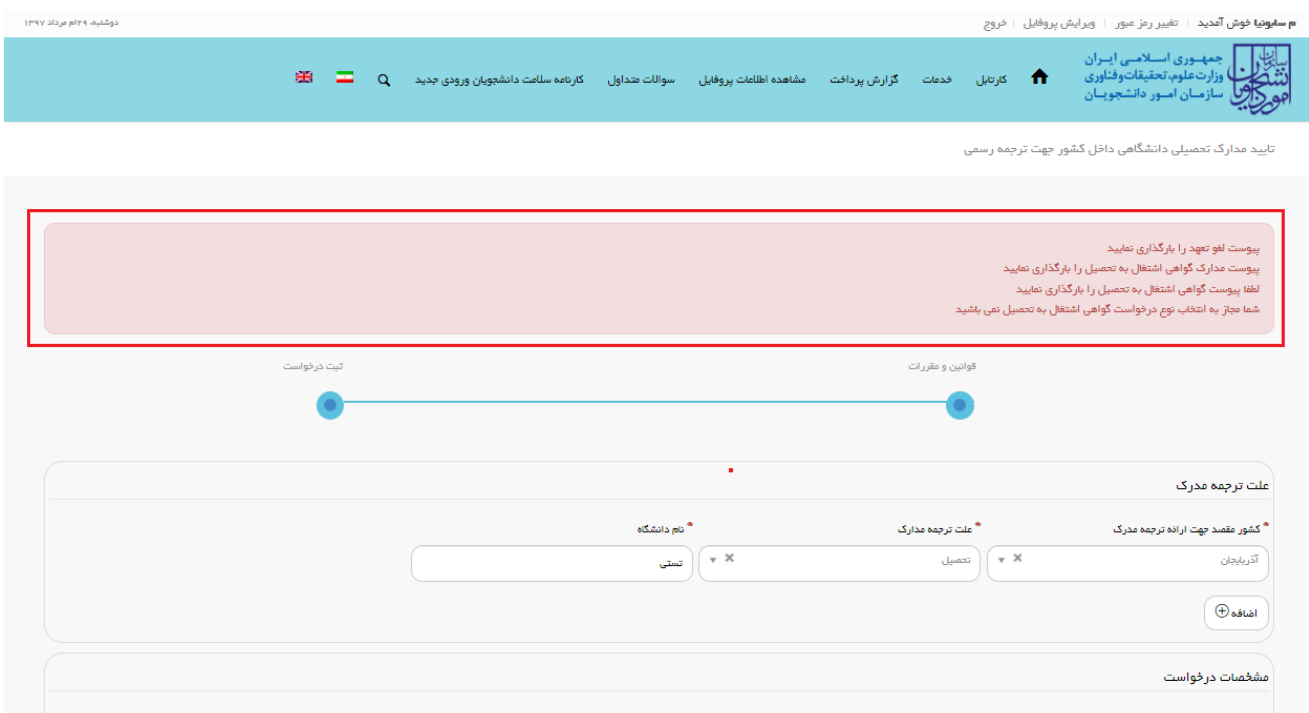 م سابونیا خوش آمدید | تغییر رمز عبور | ویرایش پروفایل | خروج
دوشنبه، ۲۹ام مرداد ۱۳۹۷
جمهوری اسلامی ایران
وزارت علوم، تحقیقات و فناوری
سازمان امور دانشجویان
سازمان امور دانشجویان
کارتابل خدمات گزارش پرداخت مشاهده اطلاعات پروفایل سوالات متداول کارنامه سلامت دانشجویان ورودی جدید
تایید مدارک تحصیلی دانشگاهی داخل کشور جهت ترجمه رسمی
پیوست لغو تعهد را بارگذاری نمایید
پیوست مدارک گواهی اشتغال به تحصیل را بارگذاری نمایید
لطفا پیوست گواهی اشتغال به تحصیل را بارگذاری نمایید
شما مجاز به انتخاب نوع درخواست گواهی اشتغال به تحصیل نمی باشید
قوانین و مقررات
ثبت درخواست
علت ترجمه مدرک
* کشور مقصد جهت ارائه ترجمه مدرک
* علت ترجمه مدارک
* نام دانشگاه
آذربایجان
تحصیل
تستی
اضافه
مشخصات درخواست